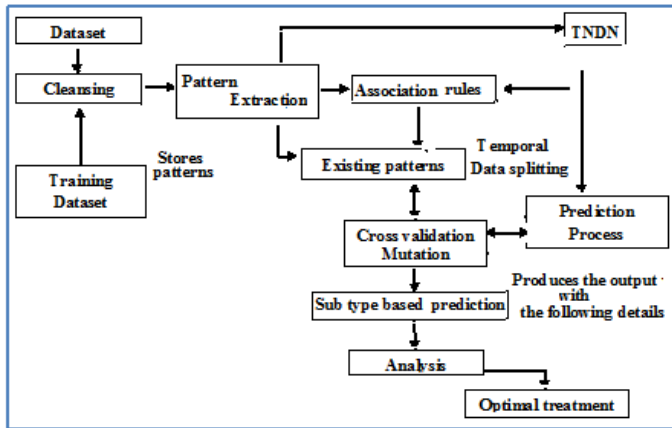 Dataset
TNDN
Cleansing
Pattern
Extraction
Association rules
Training
Dataset
Stores
patterns
Existing patterns
Temporal
Data splitting
Cross validation
Mutation
Prediction
Process
Sub type based prediction
Produces the output
with
the following details
Analysis
Optimal treatment